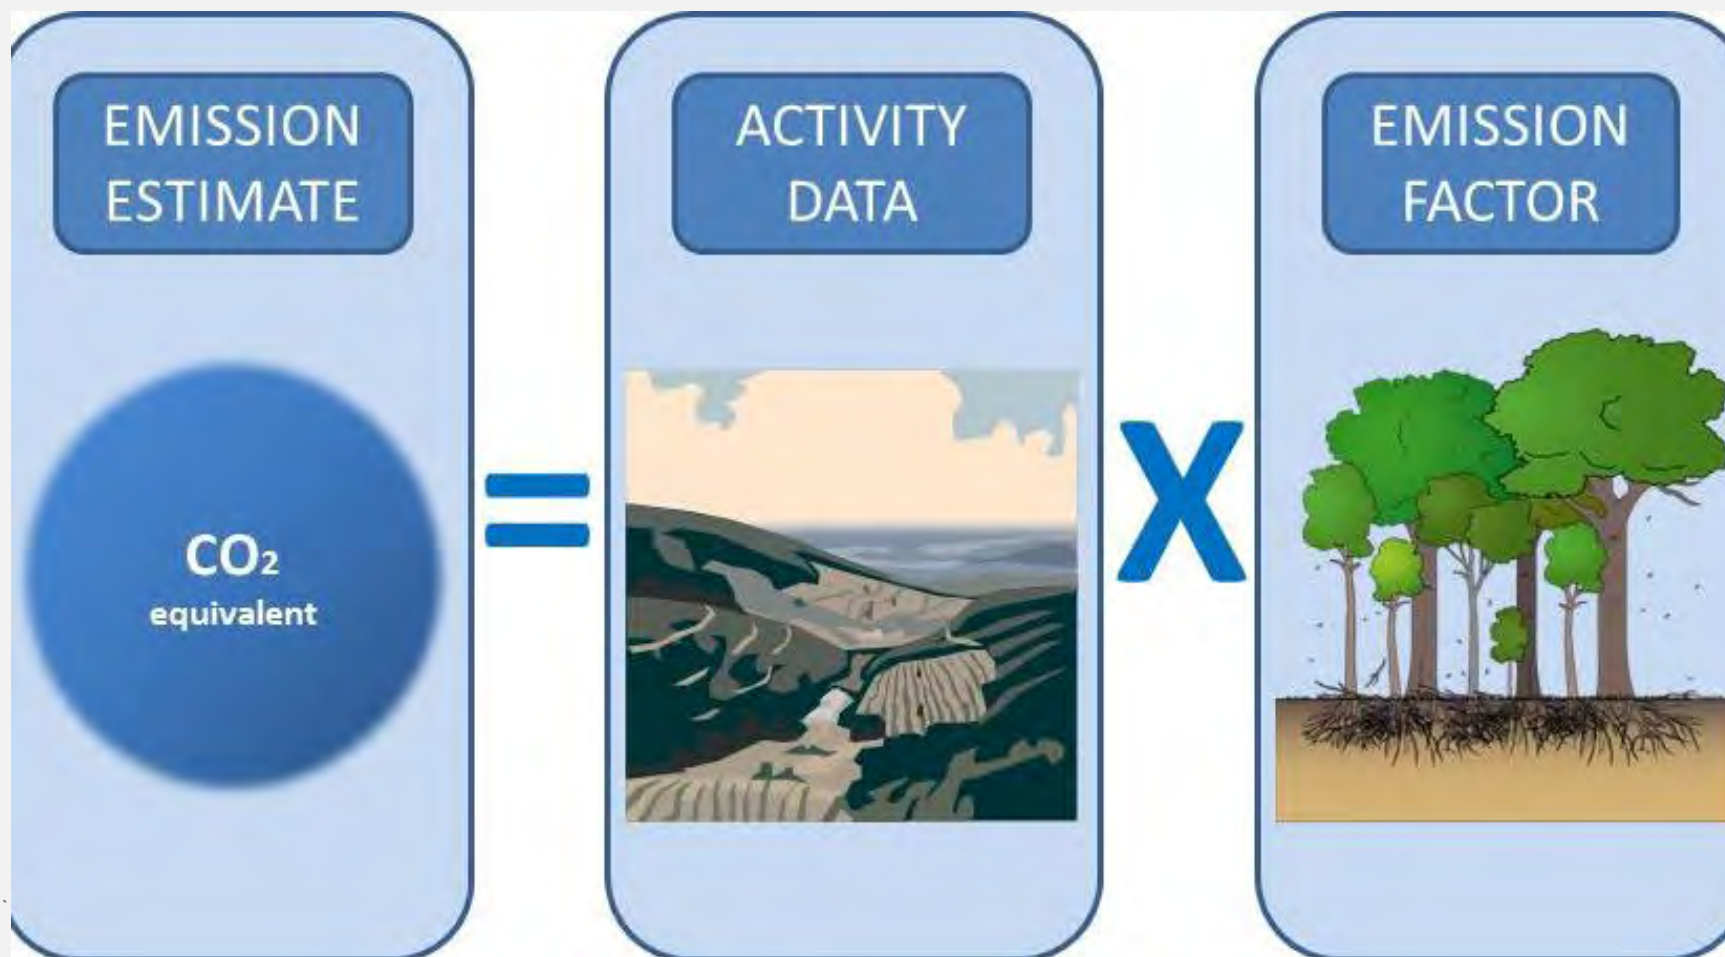 EMISSION
ESTIMATE
CO₂
equivalent
=
ACTIVITY
DATA
X
EMISSION
FACTOR